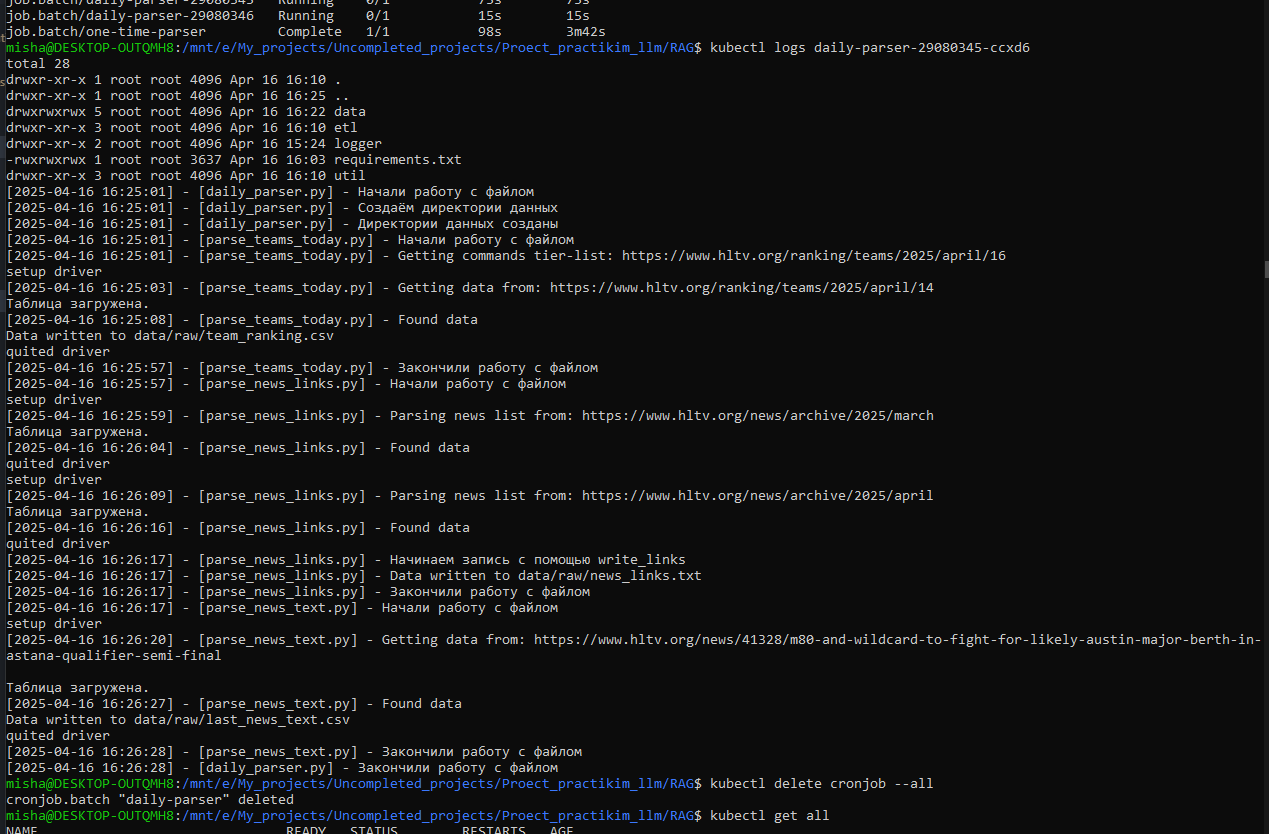 job.batch/daily-parser-29080345   Running    0/1        75s        75s
job.batch/daily-parser-29080346   Running    0/1        15s        15s
job.batch/one-time-parser         Complete   1/1        98s        3m42s
misha@DESKTOP-OUTQMH8:/mnt/e/My_projects/Uncompleted_projects/Proect_practikim_llm/RAG$ kubectl logs daily-parser-29080345-ccxd6
total 28
drwxr-xr-x 1 root root 4096 Apr 16 16:10 .
drwxr-xr-x 1 root root 4096 Apr 16 16:25 ..
drwxrwxrwx 5 root root 4096 Apr 16 16:22 data
drwxr-xr-x 3 root root 4096 Apr 16 16:10 etl
drwxr-xr-x 2 root root 4096 Apr 16 15:24 logger
-rwxrwxrwx 1 root root 3637 Apr 16 16:03 requirements.txt
drwxr-xr-x 3 root root 4096 Apr 16 16:10 util
[2025-04-16 16:25:01] - [daily_parser.py] - Начали работу с файлом
[2025-04-16 16:25:01] - [daily_parser.py] - Создаём директории данных
[2025-04-16 16:25:01] - [daily_parser.py] - Директории данных созданы
[2025-04-16 16:25:01] - [parse_teams_today.py] - Начали работу с файлом
[2025-04-16 16:25:01] - [parse_teams_today.py] - Getting commands tier-list: https://www.hltv.org/ranking/teams/2025/april/16
setup driver
[2025-04-16 16:25:03] - [parse_teams_today.py] - Getting data from: https://www.hltv.org/ranking/teams/2025/april/14
Таблица загружена.
[2025-04-16 16:25:08] - [parse_teams_today.py] - Found data
Data written to data/raw/team_ranking.csv
quited driver
[2025-04-16 16:25:57] - [parse_teams_today.py] - Закончили работу с файлом
[2025-04-16 16:25:57] - [parse_news_links.py] - Начали работу с файлом
setup driver
[2025-04-16 16:25:59] - [parse_news_links.py] - Parsing news list from: https://www.hltv.org/news/archive/2025/march
Таблица загружена.
[2025-04-16 16:26:04] - [parse_news_links.py] - Found data
quited driver
setup driver
[2025-04-16 16:26:09] - [parse_news_links.py] - Parsing news list from: https://www.hltv.org/news/archive/2025/april
Таблица загружена.
[2025-04-16 16:26:16] - [parse_news_links.py] - Found data
quited driver
[2025-04-16 16:26:17] - [parse_news_links.py] - Начинаем запись с помощью write_links
[2025-04-16 16:26:17] - [parse_news_links.py] - Data written to data/raw/news_links.txt
[2025-04-16 16:26:17] - [parse_news_links.py] - Закончили работу с файлом
[2025-04-16 16:26:17] - [parse_news_text.py] - Начали работу с файлом
setup driver
[2025-04-16 16:26:20] - [parse_news_text.py] - Getting data from: https://www.hltv.org/news/41328/m80-and-wildcard-to-fight-for-likely-austin-major-berth-in-
astana-qualifier-semi-final
Таблица загружена.
[2025-04-16 16:26:27] - [parse_news_text.py] - Found data
Data written to data/raw/last_news_text.csv
quited driver
[2025-04-16 16:26:28] - [parse_news_text.py] - Закончили работу с файлом
[2025-04-16 16:26:28] - [daily_parser.py] - Закончили работу с файлом
misha@DESKTOP-OUTQMH8:/mnt/e/My_projects/Uncompleted_projects/Proect_practikim_llm/RAG$ kubectl delete cronjob --all
cronjob.batch "daily-parser" deleted
misha@DESKTOP-OUTQMH8:/mnt/e/My_projects/Uncompleted_projects/Proect_practikim_llm/RAG$ kubectl get all
NAME                               READY   STATUS        RESTARTS   AGE